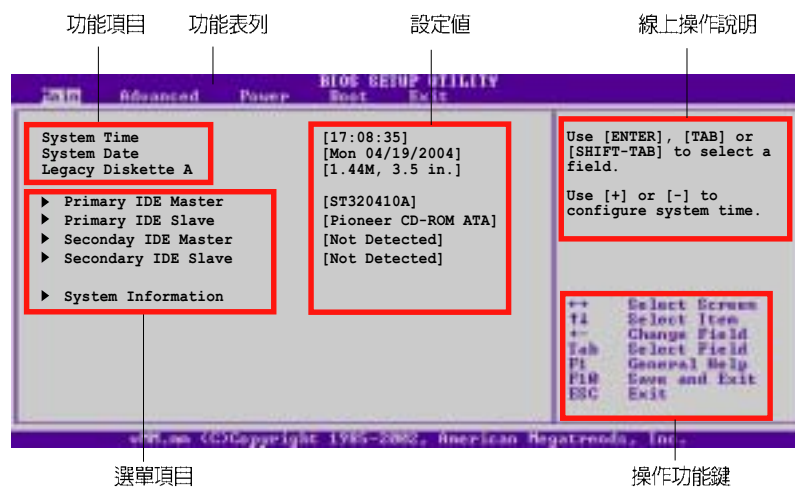 功能項目 功能表列 設定值 線上操作說明
BIOS SETUP UTILITY
Main Advanced Power Boot Exit
System Time [17:08:35]
System Date [Mon 04/19/2004]
Legacy Diskette A [1.44M, 3.5 in.]
Use [ENTER], [TAB] or
[SHIFT-TAB] to select a
field.
Use [+] or [-] to
configure system time.
▶ Primary IDE Master [ST320410A]
▶ Primary IDE Slave [Pioneer CD-ROM ATA]
▶ Seconday IDE Master [Not Detected]
▶ Secondary IDE Slave [Not Detected]
▶ System Information
←→ Select Screen
↑↓ Select Item
+- Change Field
Tab Select Field
F1 General Help
F10 Save and Exit
ESC Exit
(C)Copyright 1985-2002, American Megatrends, Inc.
選單項目 操作功能鍵